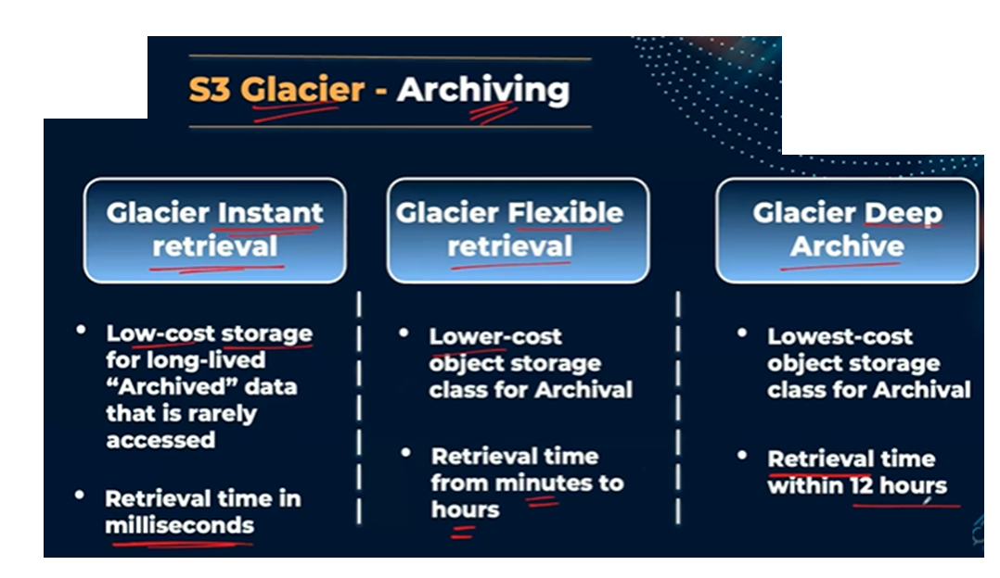 S3 Glacier - Archiving
Glacier Instant
retrieval
• Low-cost storage
for long-lived
“Archived” data
that is rarely
accessed
• Retrieval time in
milliseconds
Glacier Flexible
retrieval
• Lower-cost
object storage
class for Archival
• Retrieval time
from minutes to
hours
Glacier Deep
Archive
• Lowest-cost
object storage
class for Archival
• Retrieval time
within 12 hours